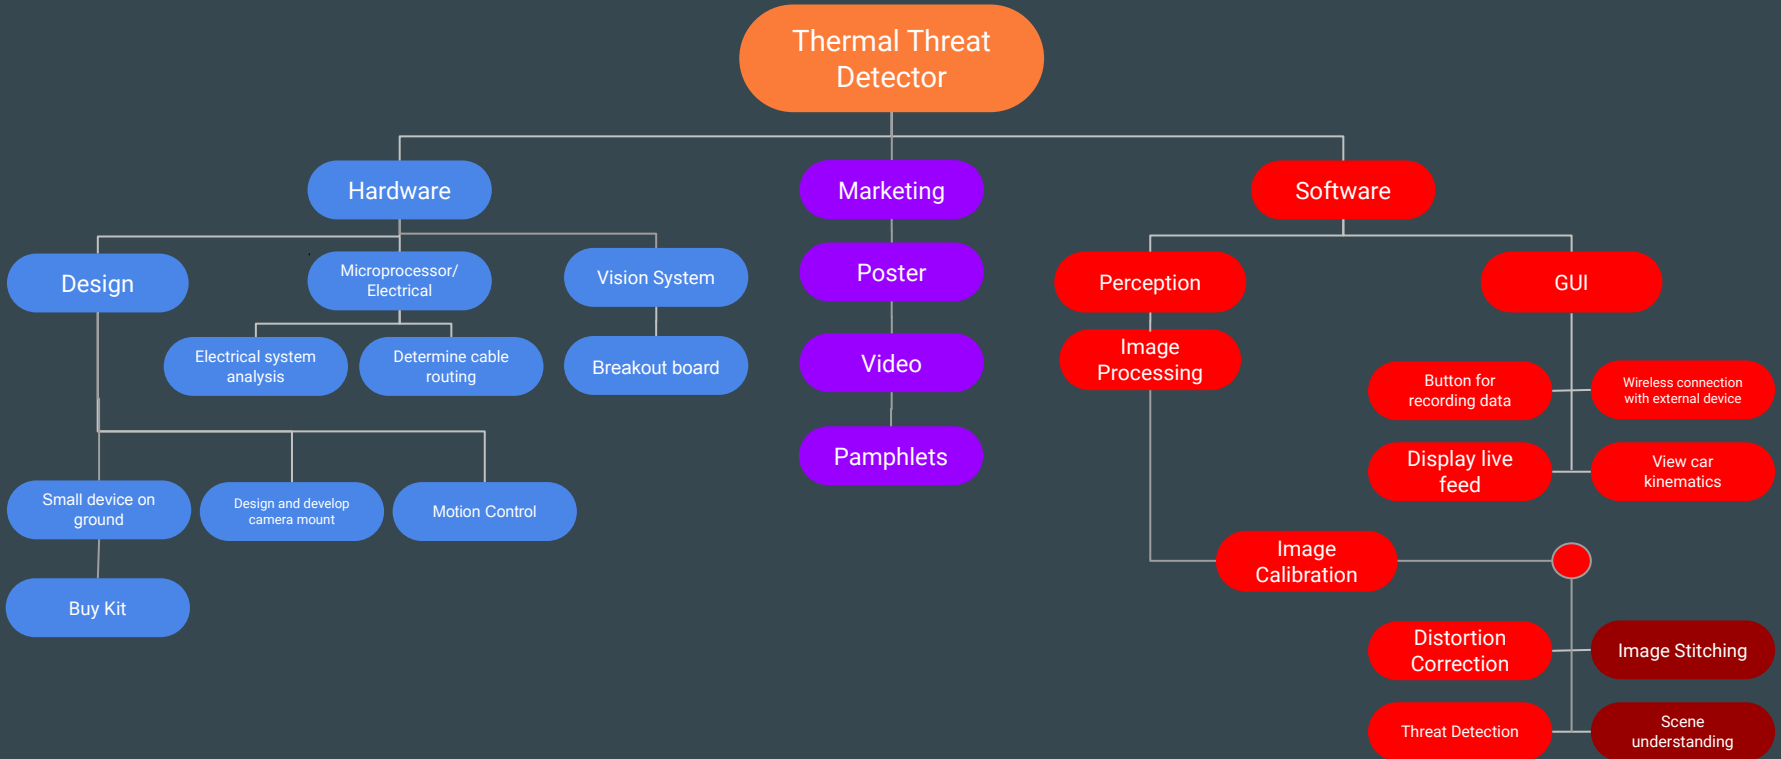 Thermal Threat
Detector
Hardware
Marketing
Software
Design
Microprocessor/
Electrical
Vision System
Poster
Perception
GUI
Electrical system
analysis
Determine cable
routing
Breakout board
Video
Image
Processing
Button for
recording data
Wireless connection
with external device
Pamphlets
Display live
feed
View car
kinematics
Small device on
ground
Design and develop
camera mount
Motion Control
Image
Calibration
Buy Kit
Distortion
Correction
Image Stitching
Threat Detection
Scene
understanding